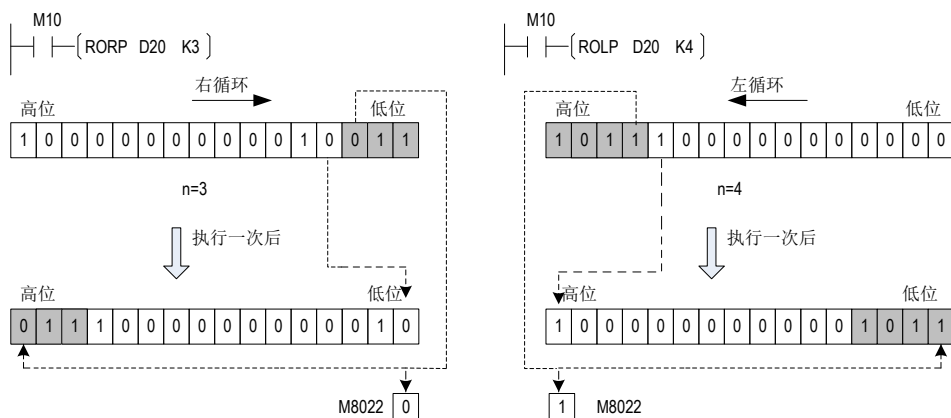 M10
RORP D20 K3
右循环
高位 低位
1 0 0 0 0 0 0 0 0 0 0 1 0 0 1 1
n=3
执行一次后
高位 低位
0 1 1 1 0 0 0 0 0 0 0 0 0 0 1 0
M8022 0
M10
ROLP D20 K4
左循环
高位 低位
1 0 1 1 1 0 0 0 0 0 0 0 0 0 0 0
n=4
执行一次后
高位 低位
1 0 0 0 0 0 0 0 0 0 0 0 1 0 1 1
1 M8022